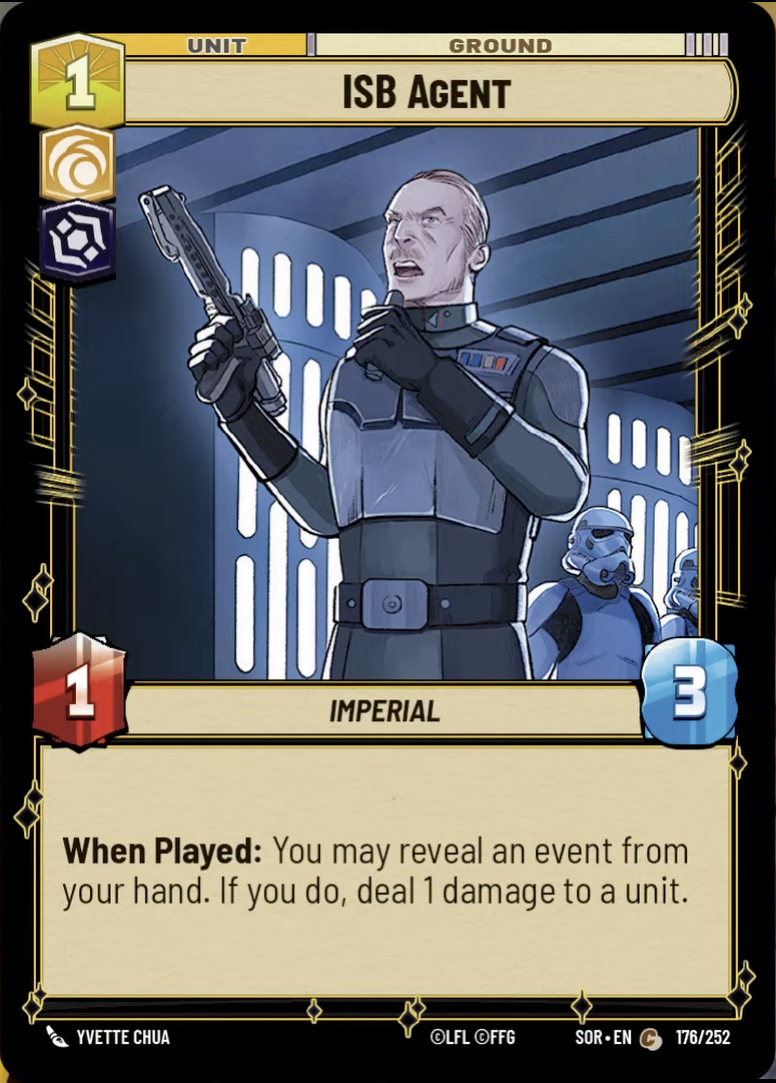 UNIT GROUND
1
ISB AGENT
1
IMPERIAL
3
When Played: You may reveal an event from
your hand. If you do, deal 1 damage to a unit.
YVETTE CHUA ©LFL ©FFG SOR • EN C 176/252